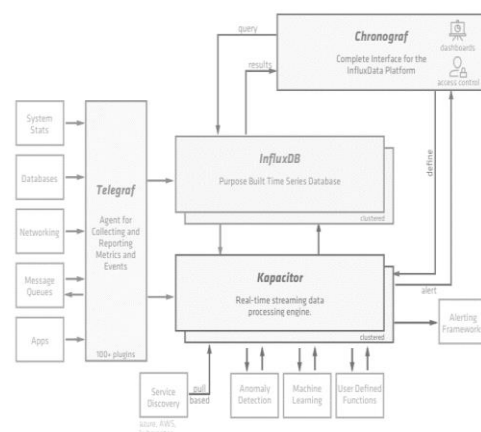 Chronograf
Complete Interface for the
InfluxData Platform
dashboards
access control
query
results
System
Stats
Databases
Networking
Message
Queues
Apps
Telegraf
Agent for
Collecting and
Reporting
Metrics and
Events
100+ plugins
InfluxDB
Purpose Built Time Series Database
clustered
define
Kapacitor
Real-time streaming data
processing engine.
clustered
alert
Alerting
Frameworks
Service
Discovery
pull
based
Anomaly
Detection
Machine
Learning
User Defined
Functions
azure, AWS,